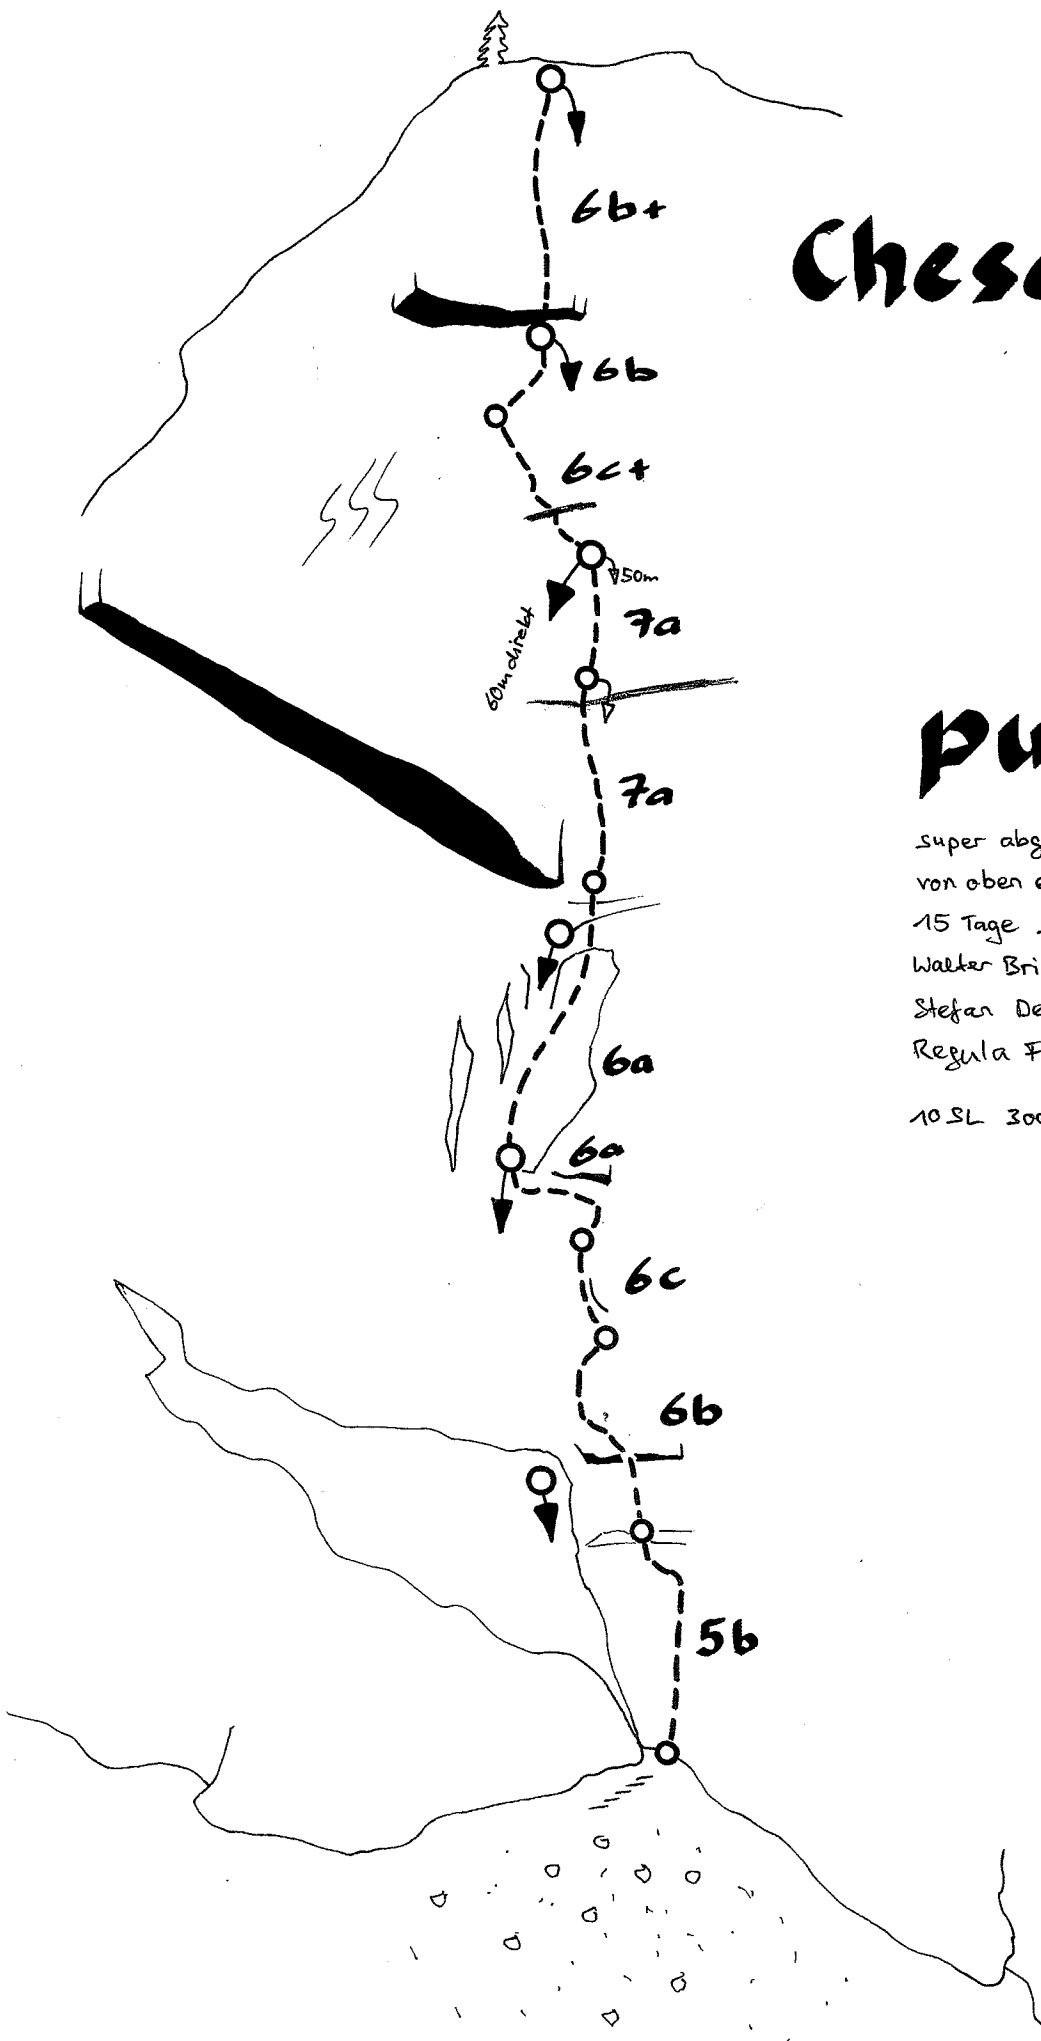 6b+
Chese
6b
6c+
50m
7a
60m direkt
pu
7a
super abg
von oben e
15 Tage
Walter Bri
Stefan De
Regula F
6a
10 SL 300
6a
6c
6b
5b